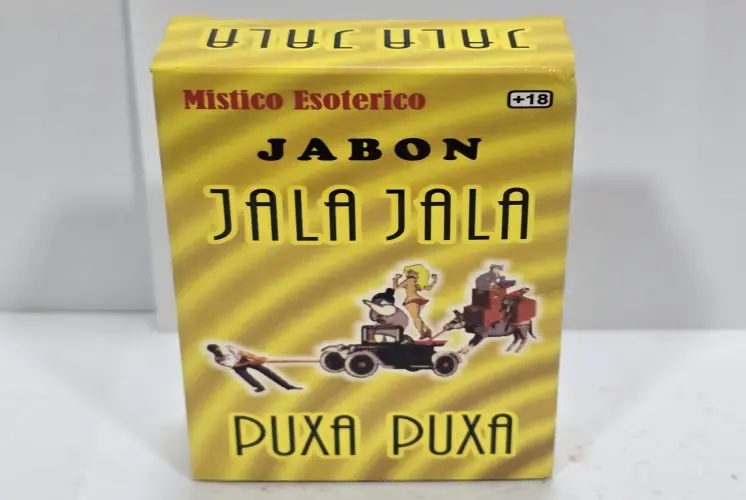 JALA JALA
Mistico Esoterico
+18
JABON
JALA JALA
PUXA PUXA